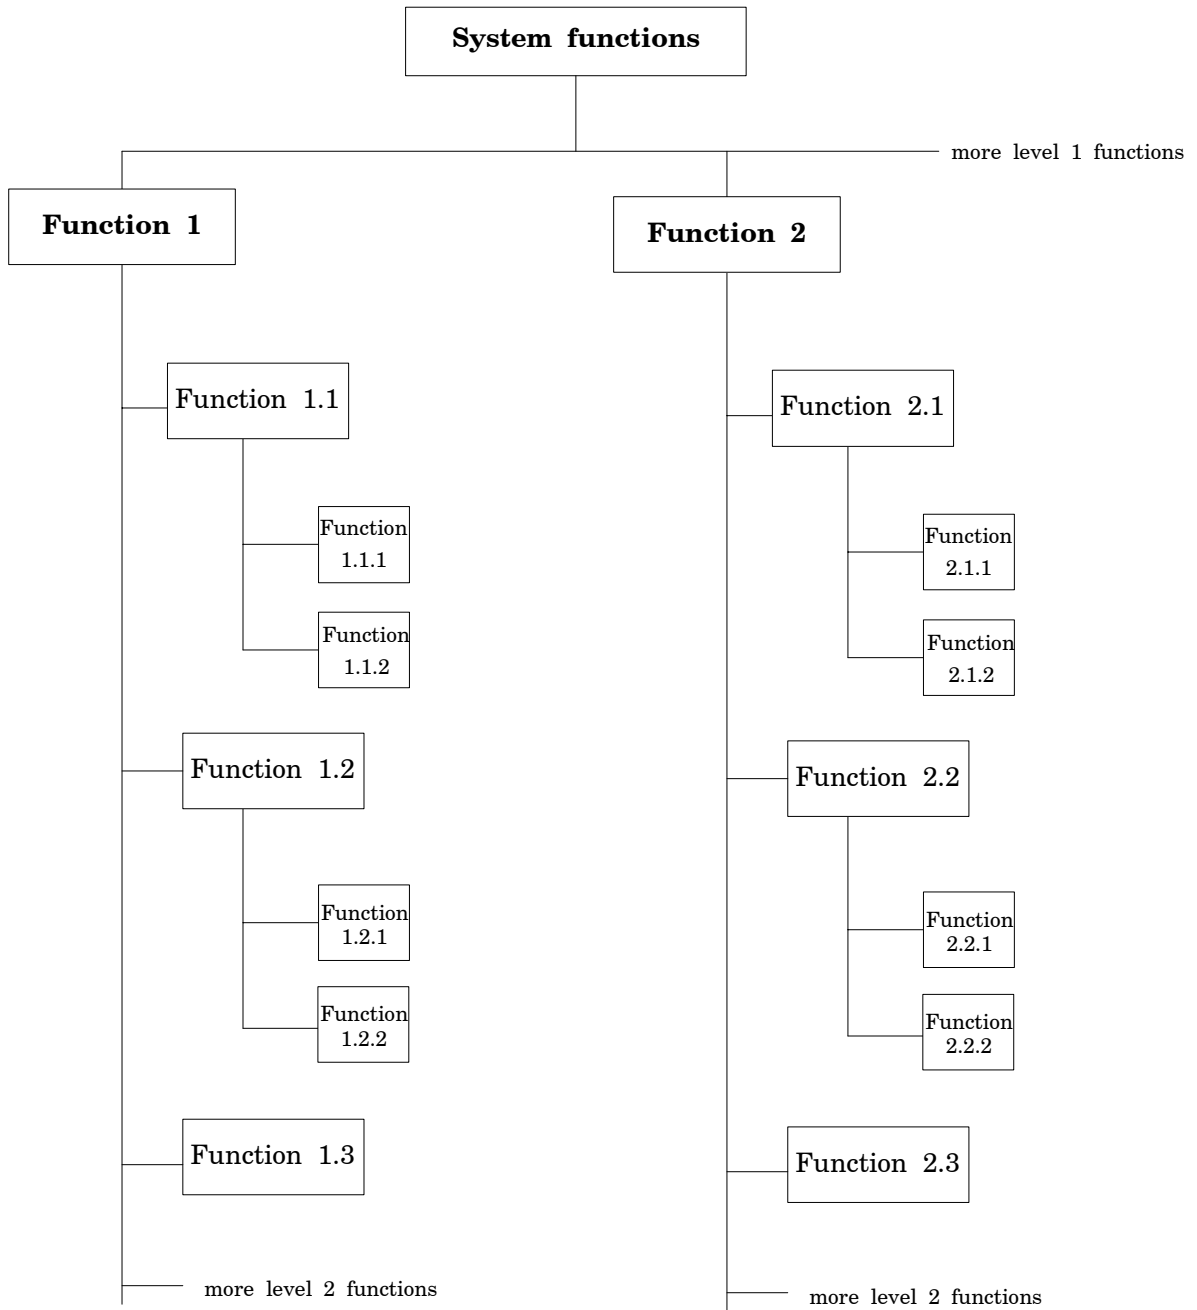 System functions
more level 1 functions
Function 1
Function 2
Function 1.1
Function 2.1
Function
1.1.1
Function
2.1.1
Function
1.1.2
Function
2.1.2
Function 1.2
Function 2.2
Function
1.2.1
Function
2.2.1
Function
1.2.2
Function
2.2.2
Function 1.3
Function 2.3
more level 2 functions
more level 2 functions